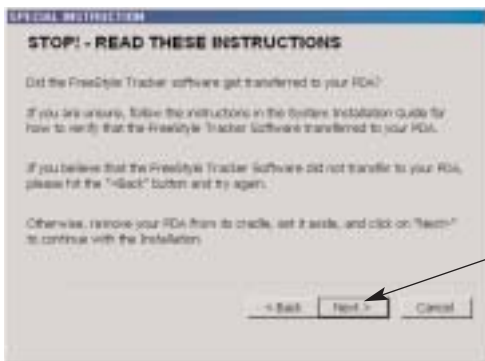 SPECIAL INSTRUCTION
STOP! - READ THESE INSTRUCTIONS
Did the FreeStyle Tracker software get transferred to your PDA?
If you are unsure, follow the instructions in the System Installation Guide for
how to verify that the FreeStyle Tracker Software transferred to your PDA.
If you believe that the FreeStyle Tracker Software did not transfer to your PDA,
please hit the "<Back" button and try again.
Otherwise, remove your PDA from its cradle, set it aside, and click on "Next>"
to continue with the Installation.
< Back
Next >
Cancel